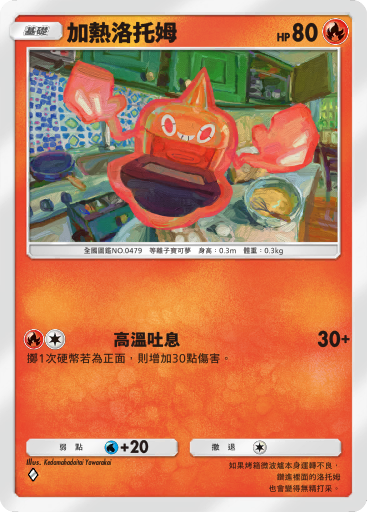 基礎 加熱洛托姆 HP 80
全國圖鑑NO.0479 等離子寶可夢 身高：0.3m 體重：0.3kg
高溫吐息 30+
擲1次硬幣若為正面，則增加30點傷害。
弱點 +20 撤退
Illus. Kedamahadaitai Yawarakai
如果烤箱微波爐本身運轉不良，
鑽進裡面的洛托姆
也會變得無精打采。